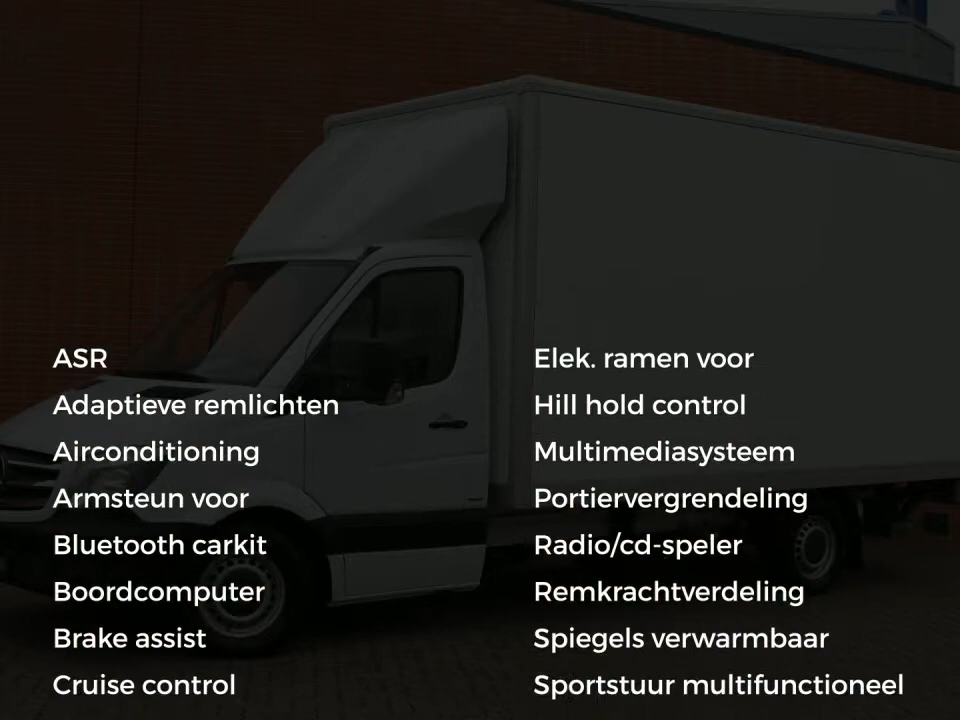 ASR
Adaptieve remlichten
Airconditioning
Armsteun voor
Bluetooth carkit
Boordcomputer
Brake assist
Cruise control
Elek. ramen voor
Hill hold control
Multimediasysteem
Portiervergrendeling
Radio/cd-speler
Remkrachtverdeling
Spiegels verwarmbaar
Sportstuur multifunctioneel